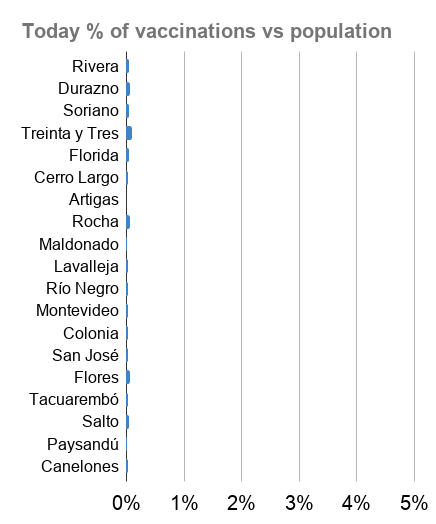 Today % of vaccinations vs population
Rivera
Durazno
Soriano
Treinta y Tres
Florida
Cerro Largo
Artigas
Rocha
Maldonado
Lavalleja
Río Negro
Montevideo
Colonia
San José
Flores
Tacuarembó
Salto
Paysandú
Canelones
0% 1% 2% 3% 4% 5%